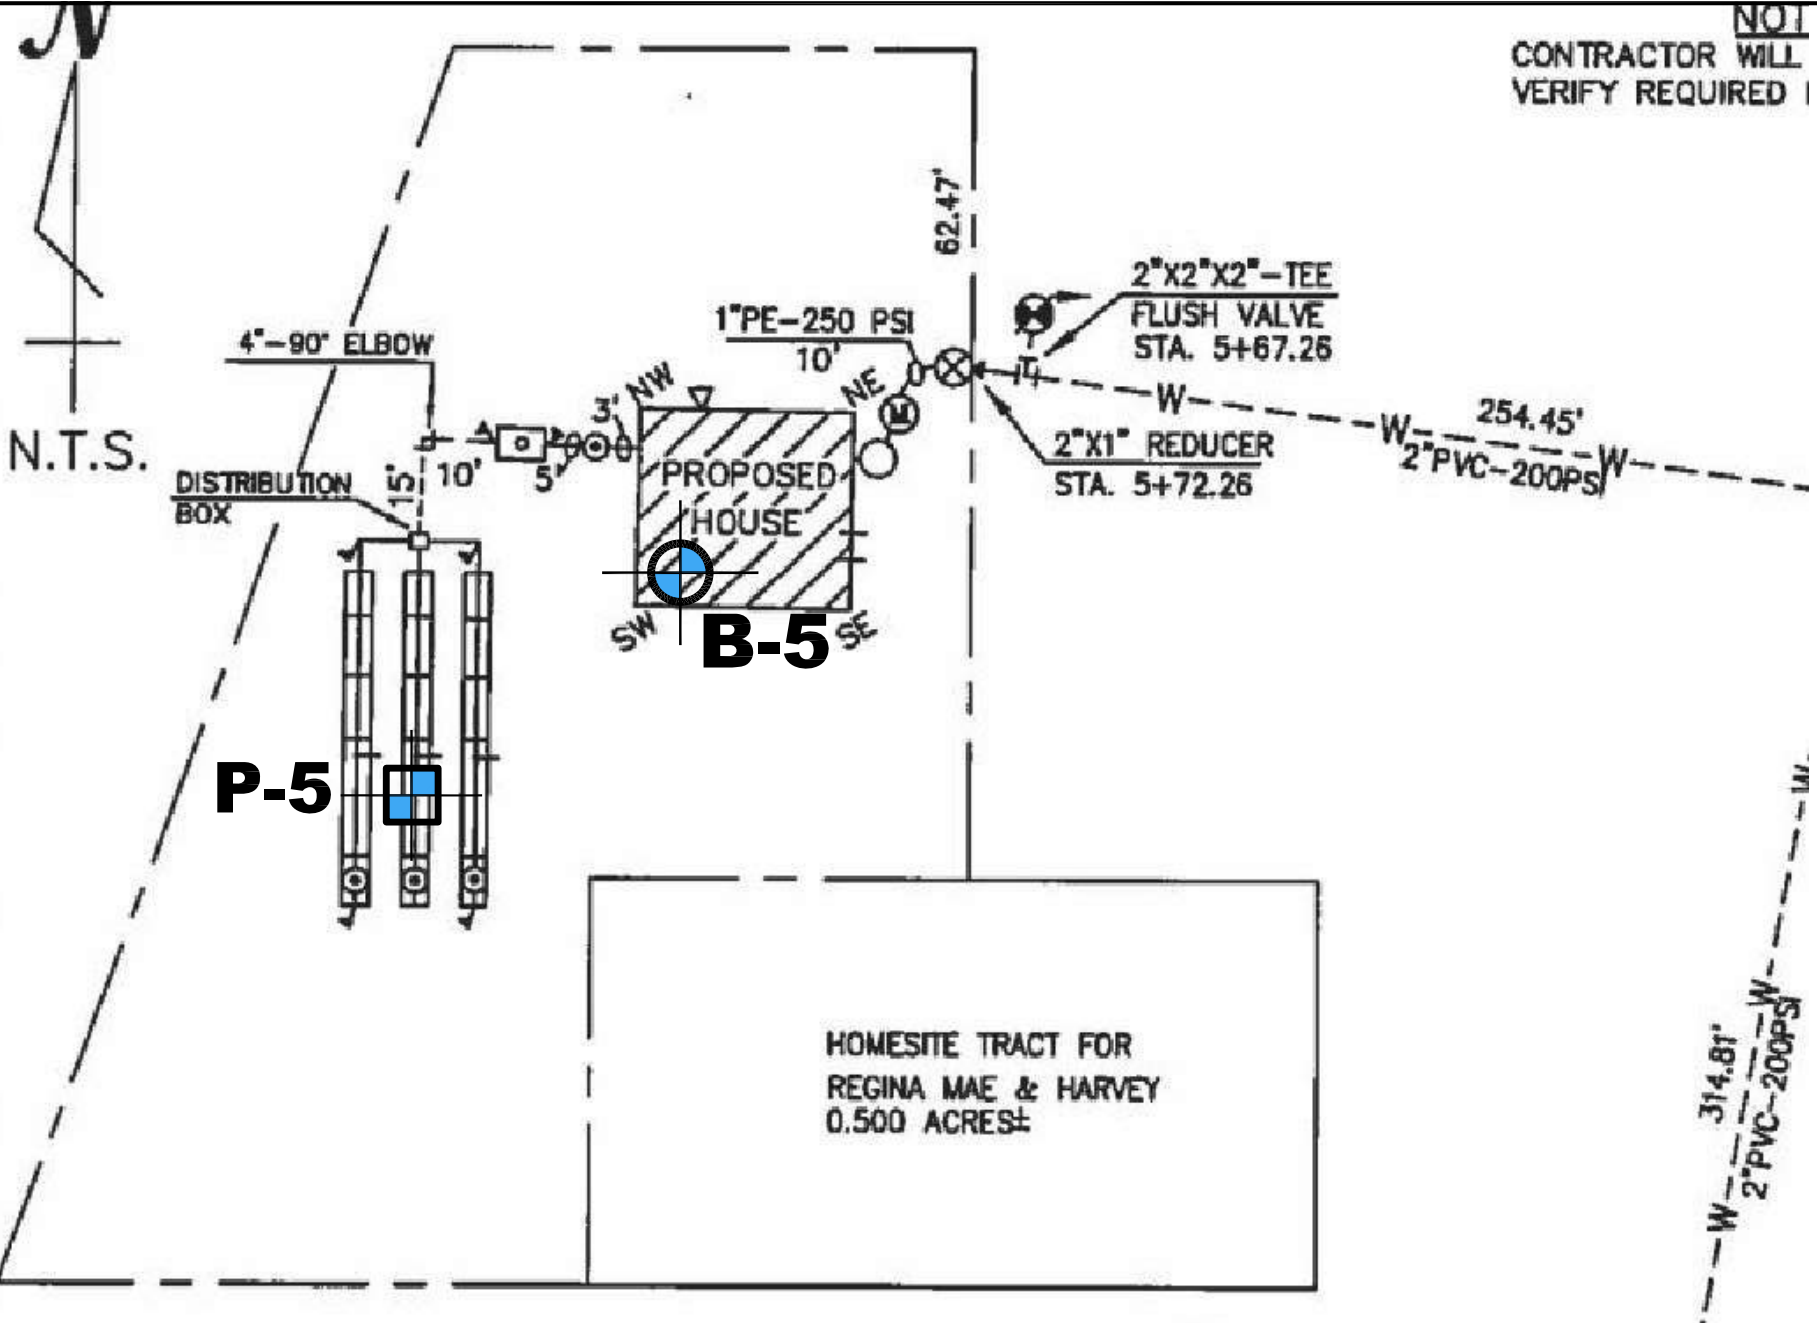 N
NOT
CONTRACTOR WILL
VERIFY REQUIRED
62.47'
2"X2"X2"-TEE
FLUSH VALVE
STA. 5+67.26
1"PE-250 PSI
10'
4"-90° ELBOW
NW
NE
M
T
W
3'
254.45'
W
W
2"PVC-200PSI
N.T.S.
2"X1" REDUCER
STA. 5+72.26
10'
5'
15'
DISTRIBUTION
BOX
PROPOSED
HOUSE
SW
B-5
SE
P-5
W
HOMESITE TRACT FOR
REGINA MAE & HARVEY
0.500 ACRES±
W
314.81'
2"PVC-200PSI
W